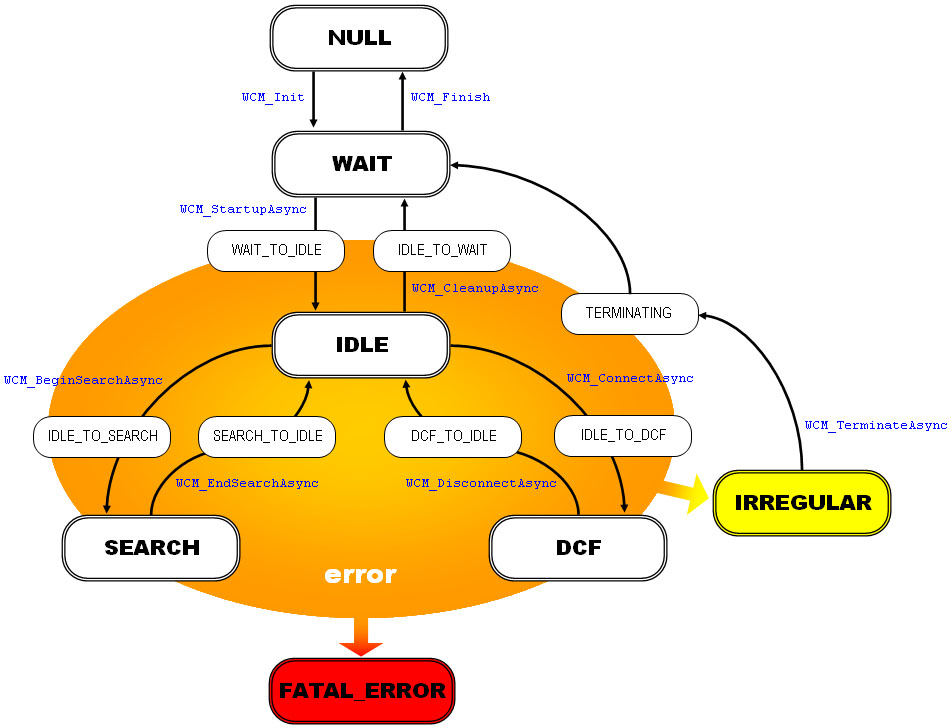 NULL
WCM_Init
WCM_Finish
WAIT
WCM_StartupAsync
WAIT_TO_IDLE
IDLE_TO_WAIT
WCM_CleanupAsync
TERMINATING
IDLE
WCM_BeginSearchAsync
WCM_ConnectAsync
WCM_TerminateAsync
IDLE_TO_SEARCH
SEARCH_TO_IDLE
DCF_TO_IDLE
IDLE_TO_DCF
WCM_EndSearchAsync
WCM_DisconnectAsync
IRREGULAR
SEARCH
DCF
error
FATAL_ERROR